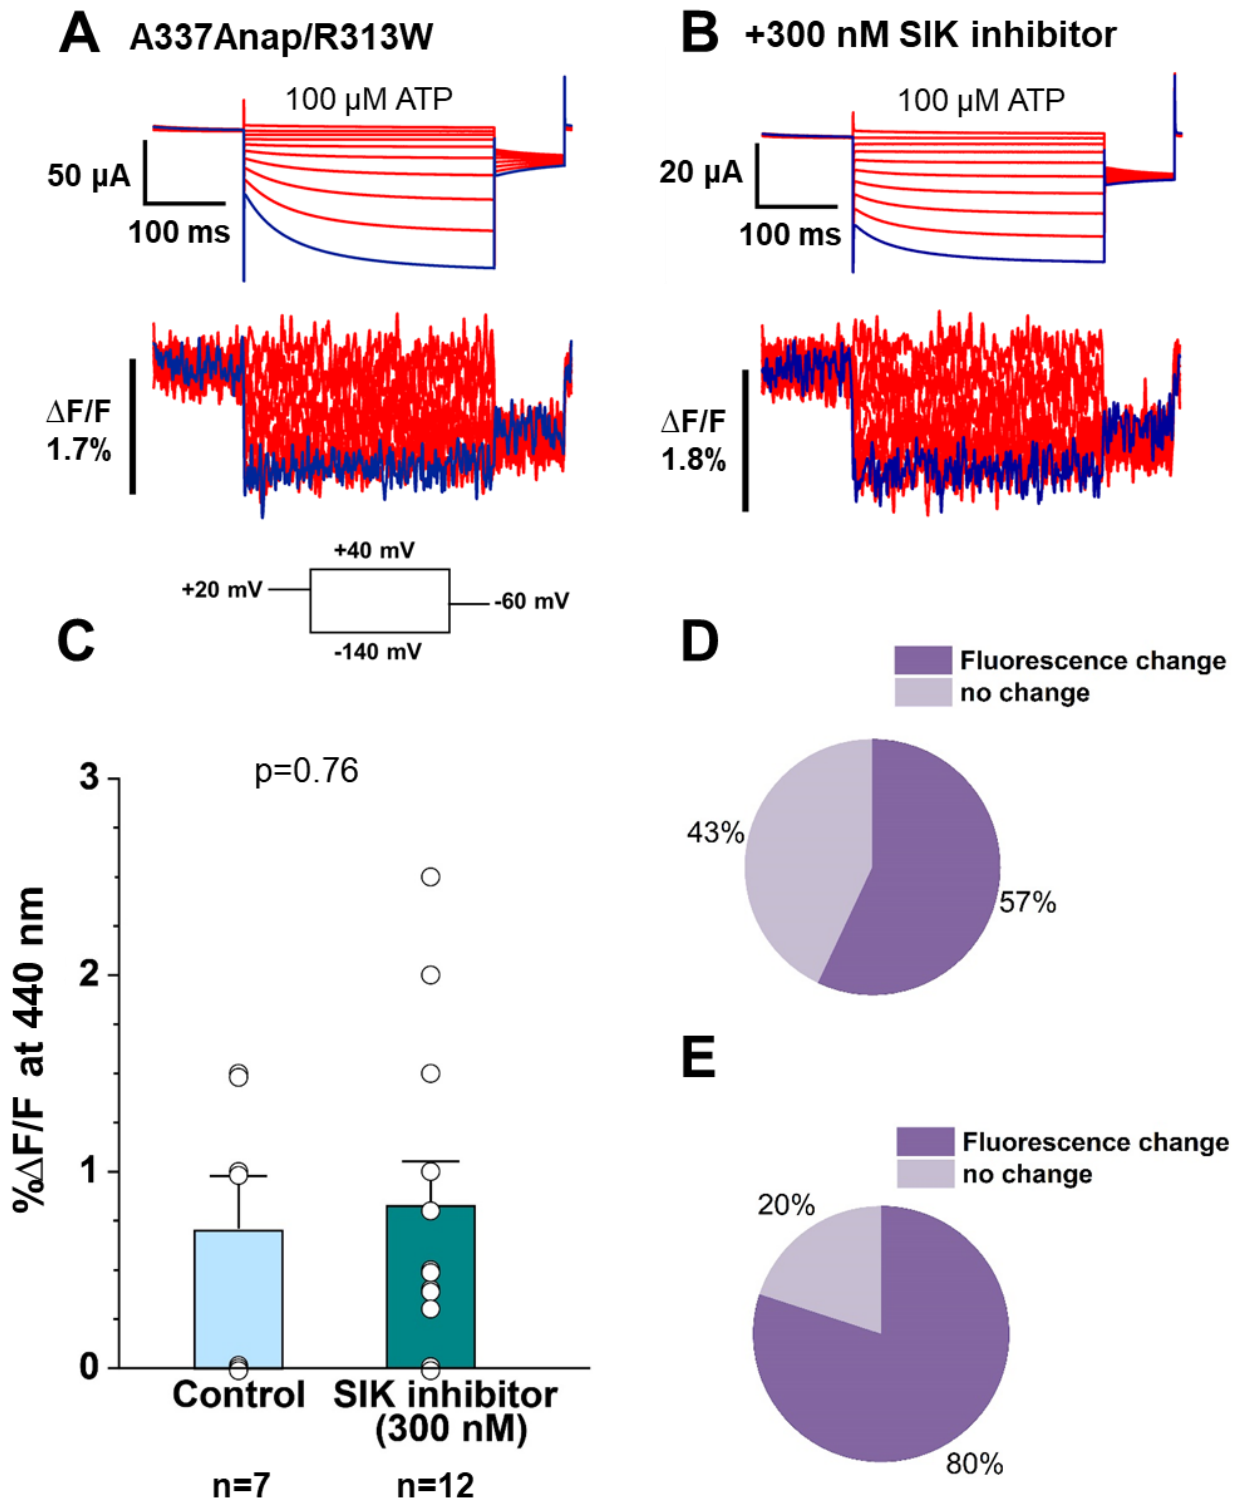 A A337Anap/R313W
100 µM ATP
50 µA
100 ms
ΔF/F
1.7%
+40 mV
+20 mV
-60 mV
-140 mV
B +300 nM SIK inhibitor
100 µM ATP
20 µA
100 ms
ΔF/F
1.8%
C
p=0.76
3
2
1
0
%ΔF/F at 440 nm
Control
SIK inhibitor
(300 nM)
n=7
n=12
D
Fluorescence change
no change
43%
57%
E
Fluorescence change
no change
20%
80%